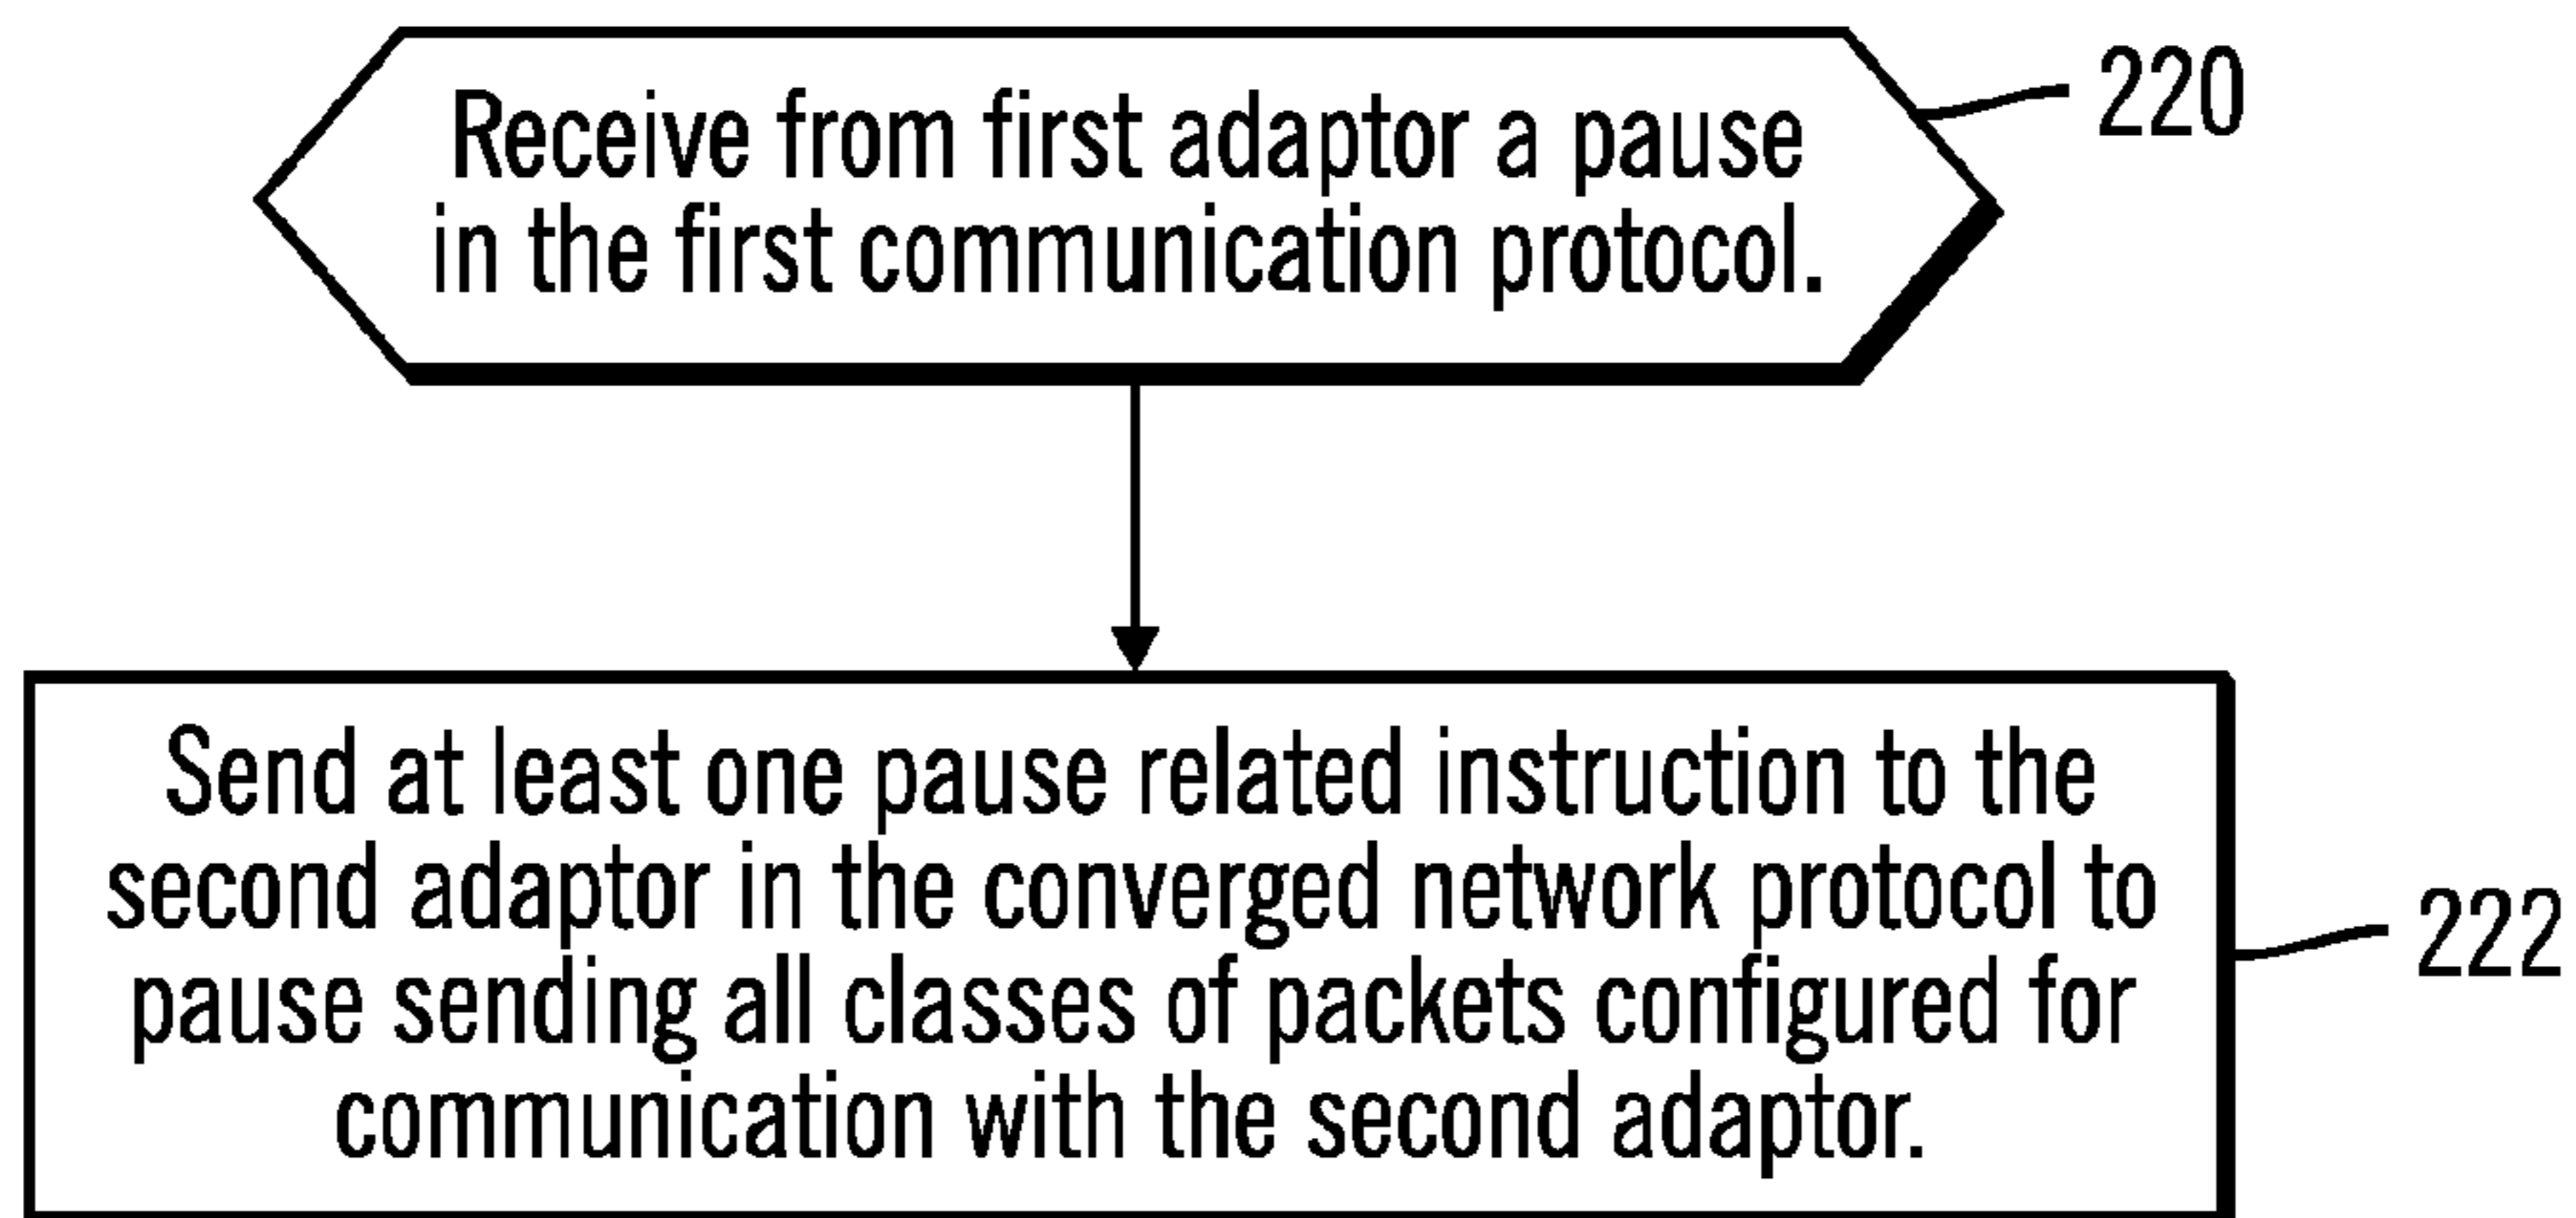 Receive from first adaptor a pause
in the first communication protocol.
220
Send at least one pause related instruction to the
second adaptor in the converged network protocol to
pause sending all classes of packets configured for
communication with the second adaptor.
222